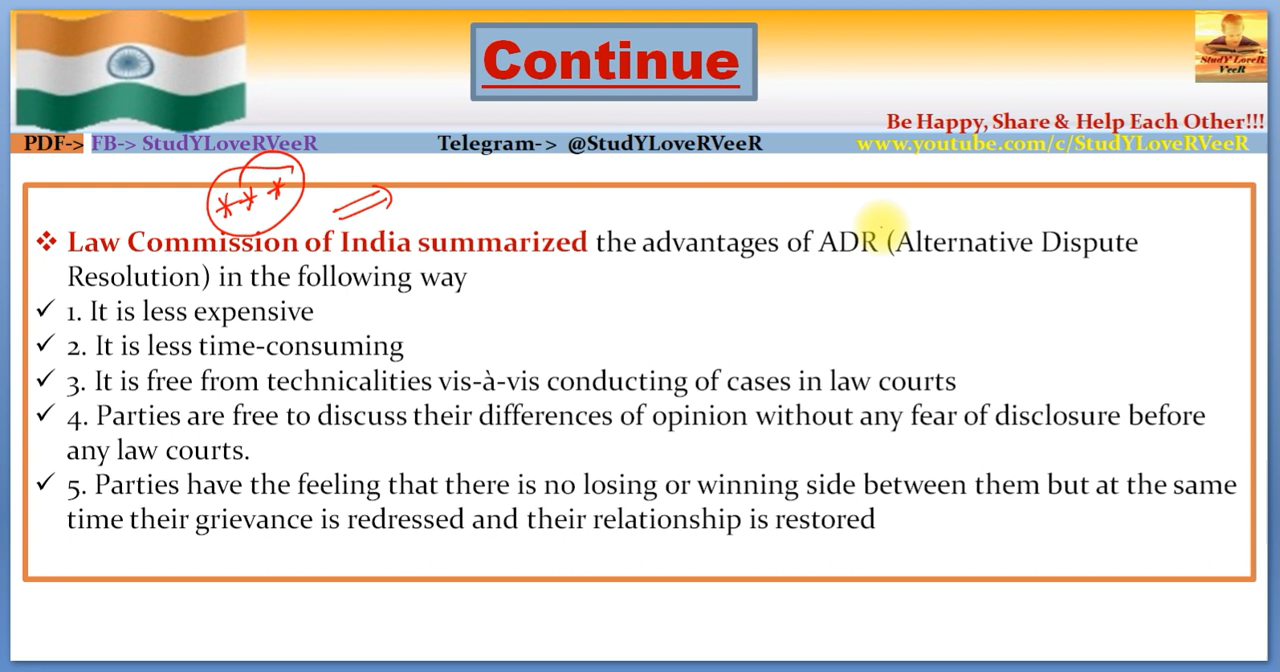 Continue
StudY LoveR
VeeR
Be Happy, Share & Help Each Other!!!
PDF-> FB-> StudYLoveRVeeR Telegram-> @StudYLoveRVeeR www.youtube.com/c/StudYLoveRVeeR
❖ Law Commission of India summarized the advantages of ADR (Alternative Dispute
Resolution) in the following way
✓ 1. It is less expensive
✓ 2. It is less time-consuming
✓ 3. It is free from technicalities vis-à-vis conducting of cases in law courts
✓ 4. Parties are free to discuss their differences of opinion without any fear of disclosure before
any law courts.
✓ 5. Parties have the feeling that there is no losing or winning side between them but at the same
time their grievance is redressed and their relationship is restored